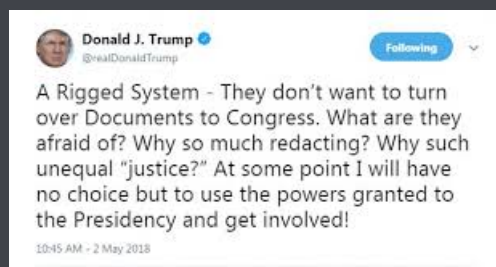 Donald J. Trump
Following
@realDonaldTrump
A Rigged System - They don't want to turn
over Documents to Congress. What are they
afraid of? Why so much redacting? Why such
unequal "justice?" At some point I will have
no choice but to use the powers granted to
the Presidency and get involved!
10:45 AM - 2 May 2018